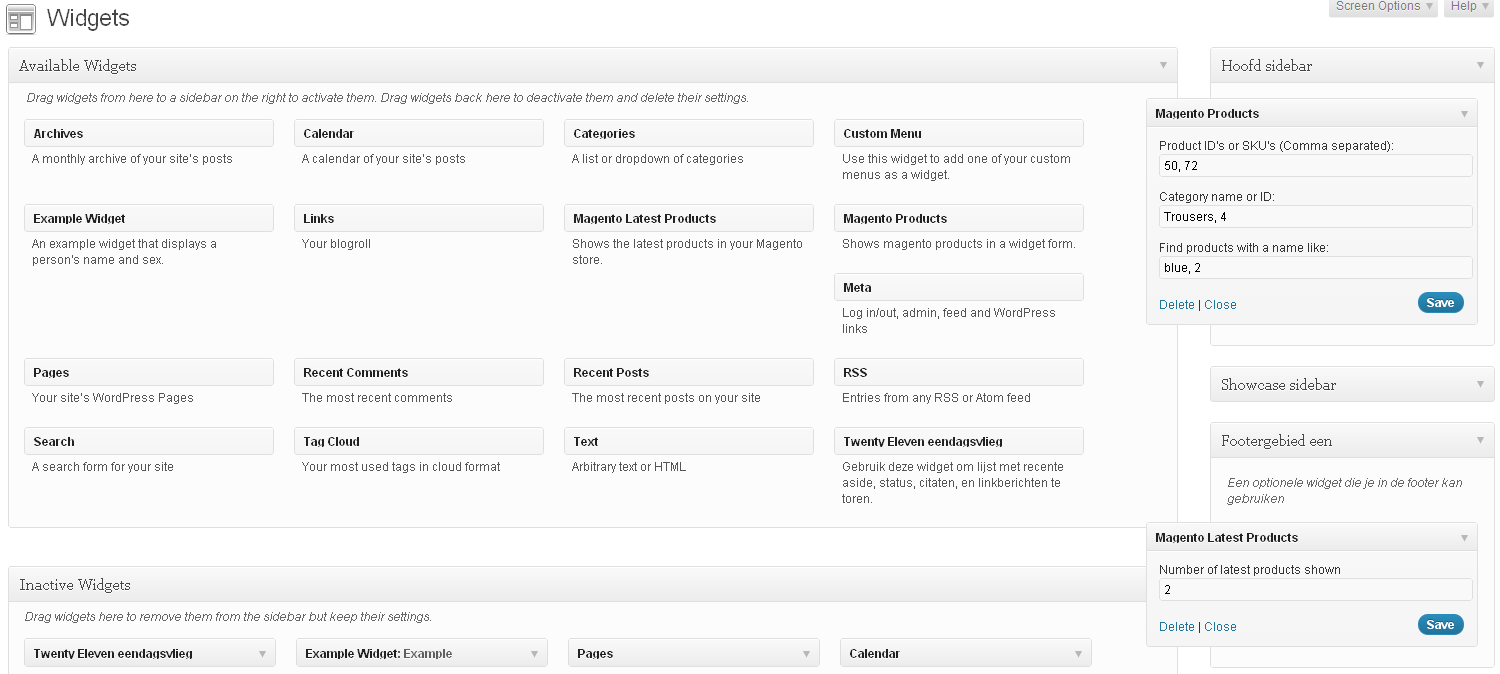 Widgets
Screen Options
Help
Available Widgets
Drag widgets from here to a sidebar on the right to activate them. Drag widgets back here to deactivate them and delete their settings.
Archives
A monthly archive of your site's posts
Calendar
A calendar of your site's posts
Categories
A list or dropdown of categories
Custom Menu
Use this widget to add one of your custom
menus as a widget.
Example Widget
An example widget that displays a
person's name and sex.
Links
Your blogroll
Magento Latest Products
Shows the latest products in your Magento
store.
Magento Products
Shows magento products in a widget form.
Meta
Log in/out, admin, feed and WordPress
links
Pages
Your site's WordPress Pages
Recent Comments
The most recent comments
Recent Posts
The most recent posts on your site
RSS
Entries from any RSS or Atom feed
Search
A search form for your site
Tag Cloud
Your most used tags in cloud format
Text
Arbitrary text or HTML
Twenty Eleven eendagsvlieg
Gebruik deze widget om lijst met recente
aside, status, citaten, en linkberichten te
toren.
Inactive Widgets
Drag widgets here to remove them from the sidebar but keep their settings.
Twenty Eleven eendagsvlieg
Example Widget: Example
Pages
Calendar
Hoofd sidebar
Magento Products
Product ID's or SKU's (Comma separated):
50, 72
Category name or ID:
Trousers, 4
Find products with a name like:
blue, 2
Delete | Close
Save
Showcase sidebar
Footergebied een
Een optionele widget die je in de footer kan
gebruiken
Magento Latest Products
Number of latest products shown
2
Delete | Close
Save